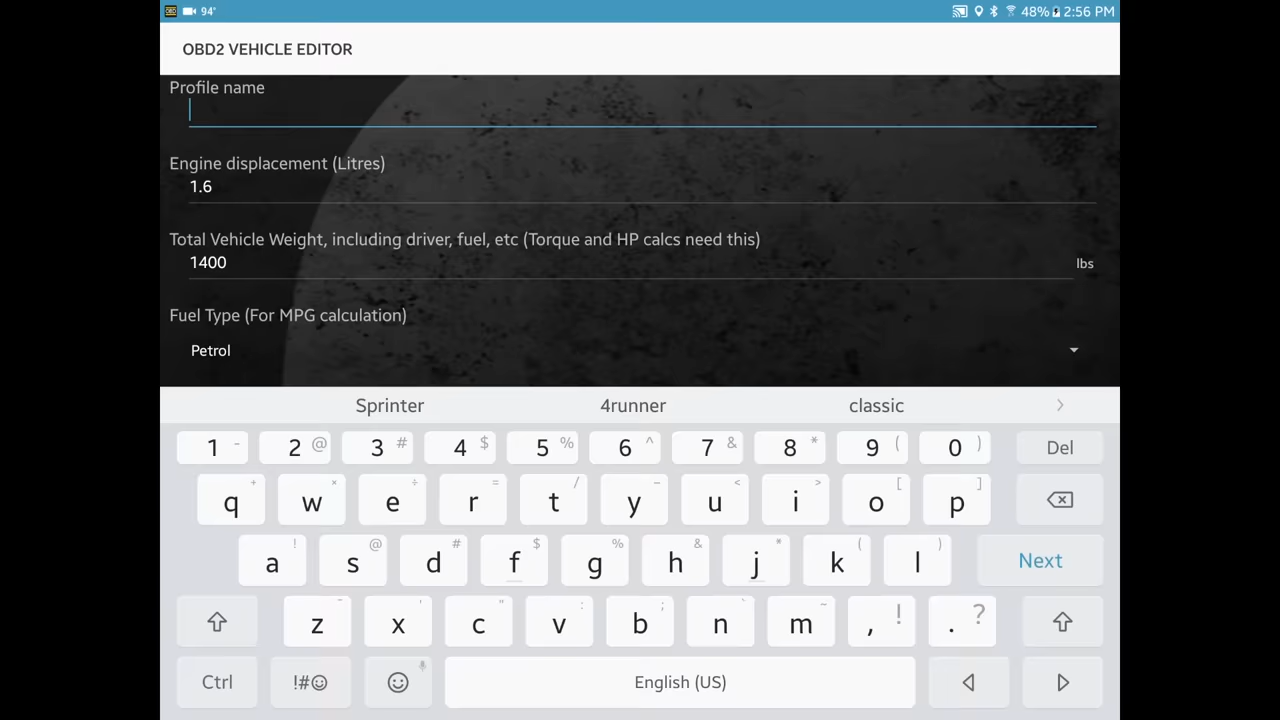 OBD 94° 48% 2:56 PM
OBD2 VEHICLE EDITOR
Profile name
Engine displacement (Litres)
1.6
Total Vehicle Weight, including driver, fuel, etc (Torque and HP calcs need this)
1400 lbs
Fuel Type (For MPG calculation)
Petrol
Sprinter 4runner classic >
1 - 2 @ 3 # 4 $ 5 % 6 ^ 7 & 8 * 9 ( 0 ) Del
q + w × e ÷ r = t / y _ u < i > o [ p ]
a ! s @ d # f $ g % h & j * k ( l ) Next
z - x ' c " v : b ; n ` m ~ , ! . ?
Ctrl !#☺ English (US)